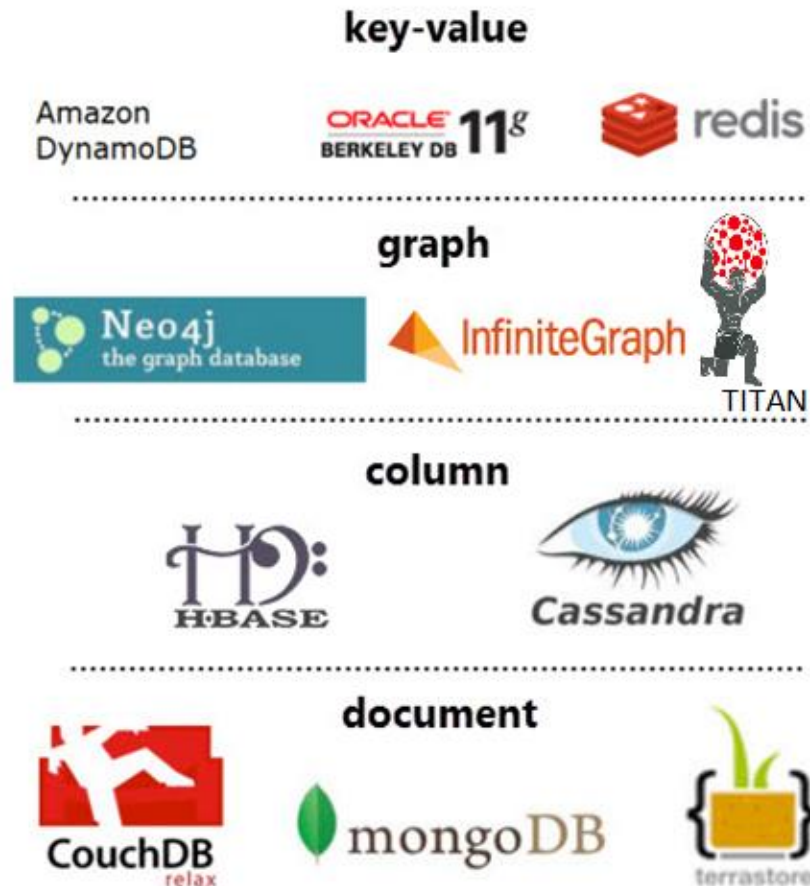 key-value
Amazon
DynamoDB
ORACLE
BERKELEY DB 11g
redis
graph
Neo4j
the graph database
InfiniteGraph
TITAN
column
H·BASE
Cassandra
document
CouchDB
relax
mongoDB
terrastore